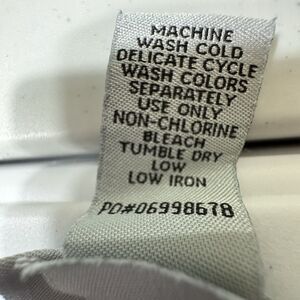 MACHINE
WASH COLD
DELICATE CYCLE
WASH COLORS
SEPARATELY
USE ONLY
NON-CHLORINE
BLEACH
TUMBLE DRY
LOW
LOW IRON
PO#06998678